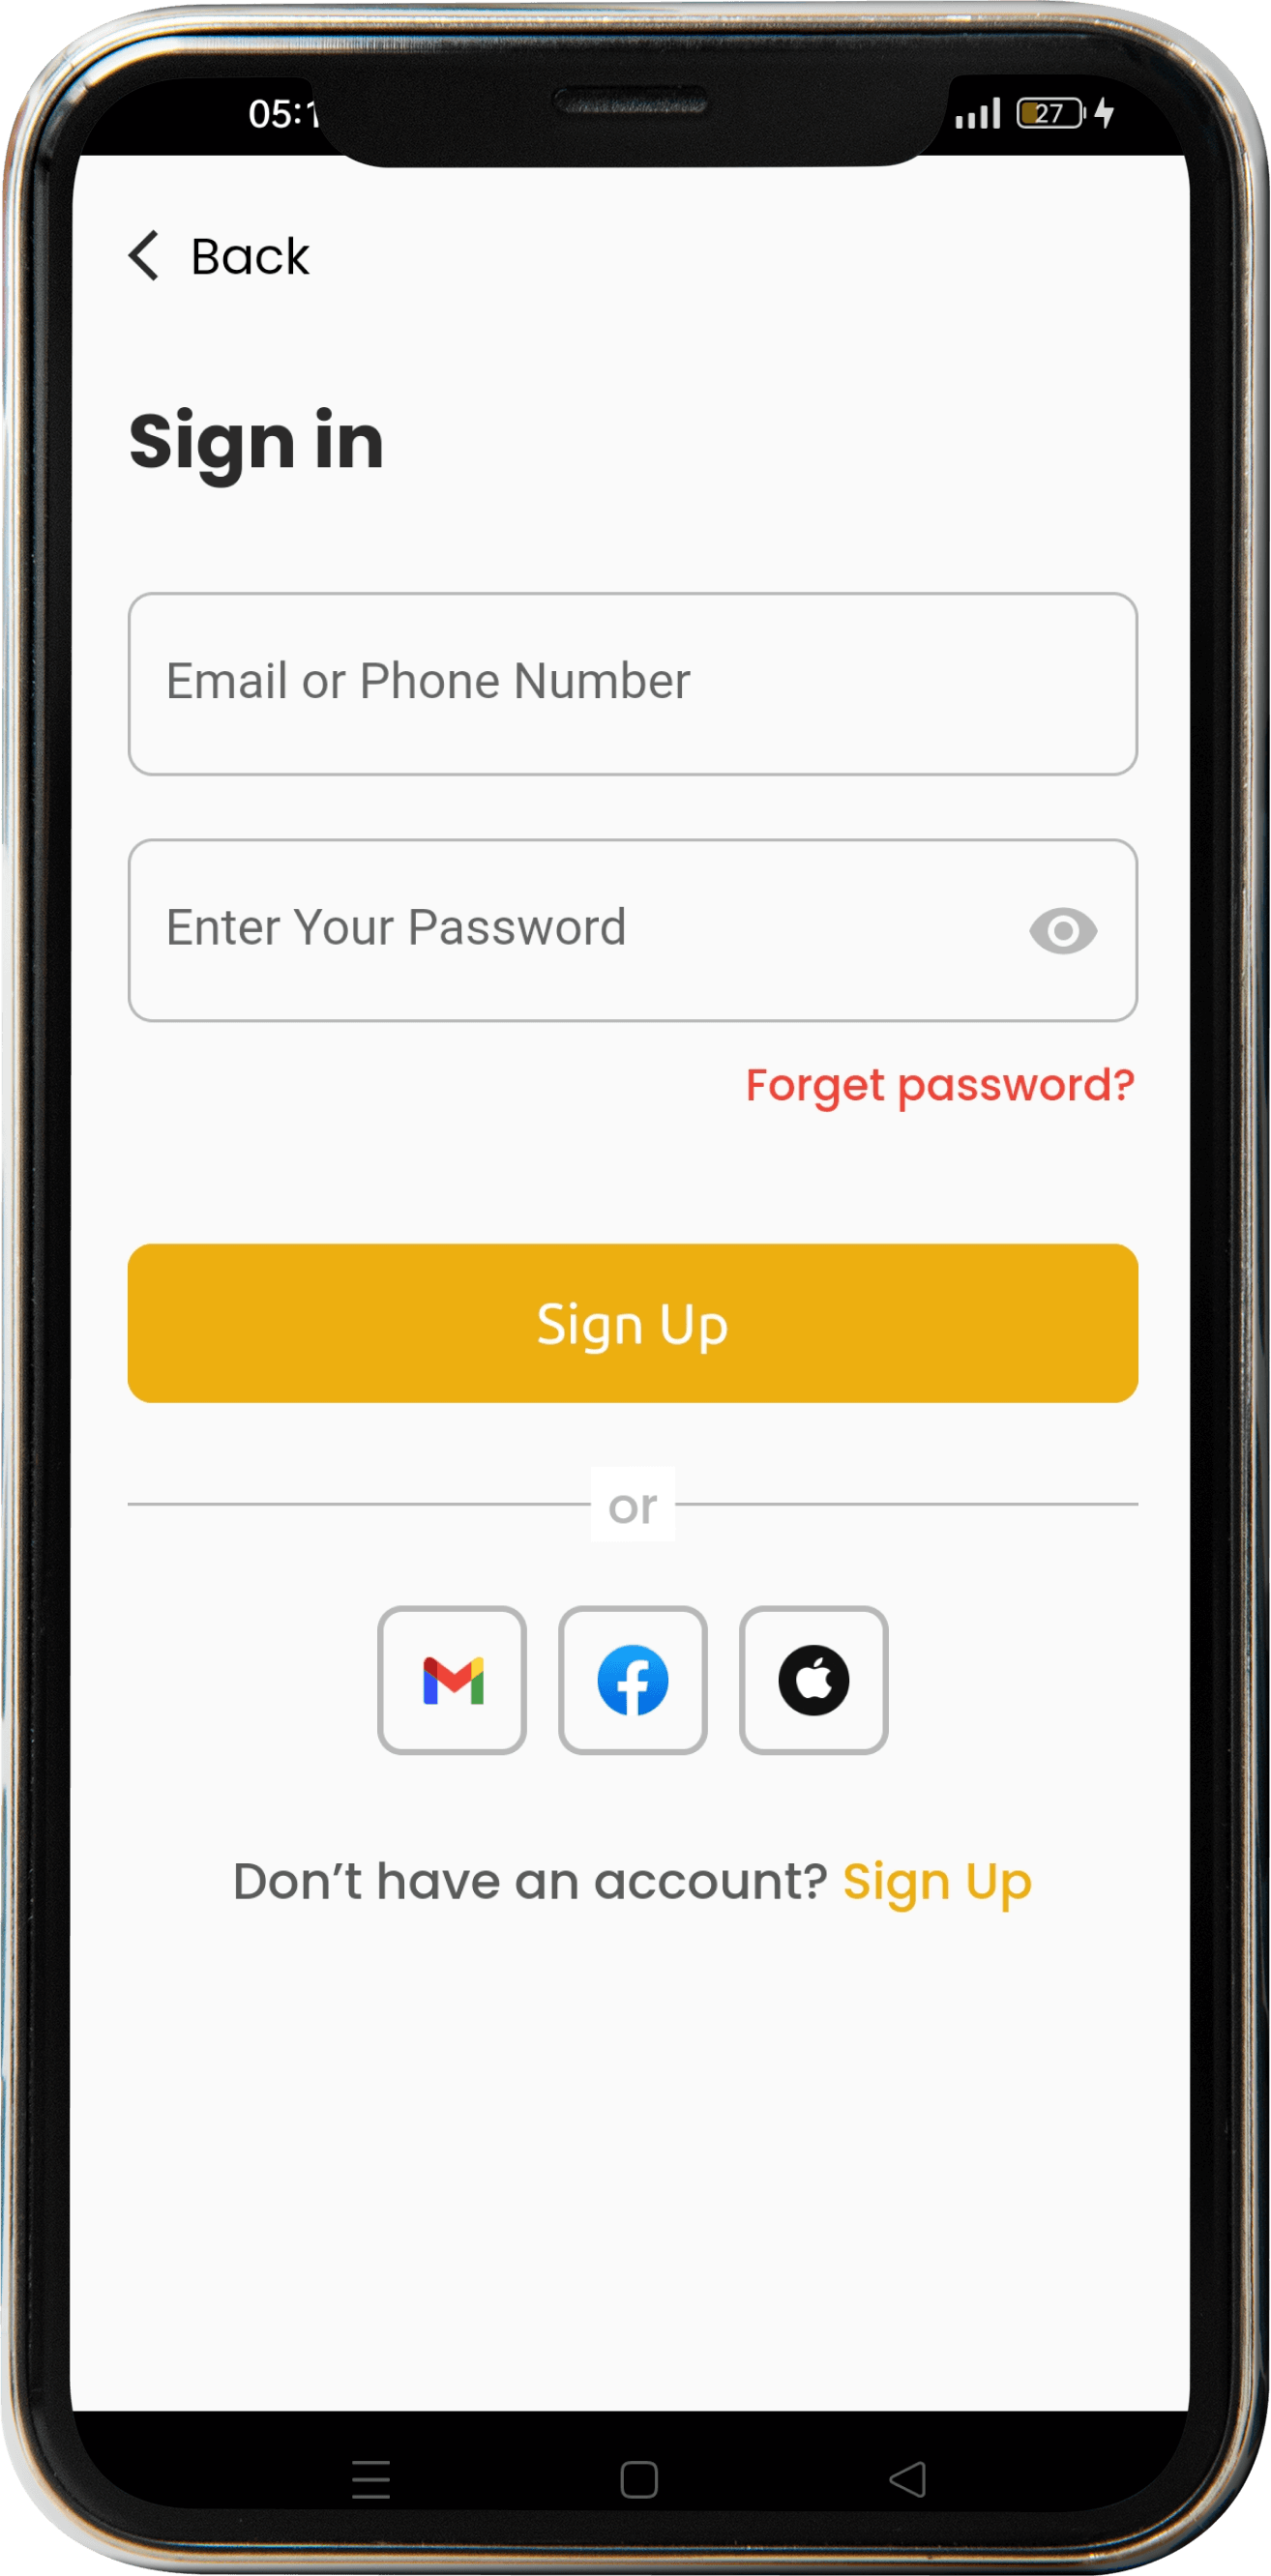 05:1
27
Back
Sign in
Email or Phone Number
Enter Your Password
Forget password?
Sign Up
or
Don’t have an account? Sign Up